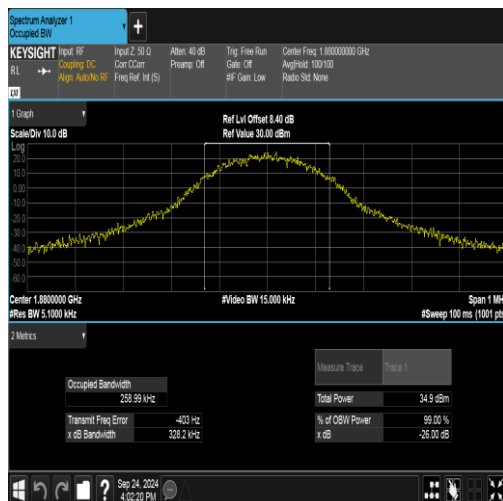 Spectrum Analyzer 1
Occupied BW
KEYSIGHT
Input: RF
Coupling: DC
Align: Auto/No RF
Input Z: 50 Ω
Corr CCorr
Freq Ref: Int (S)
Atten: 40 dB
Preamp: Off
Trig: Free Run
Gate: Off
#IF Gain: Low
Center Freq: 1.880000000 GHz
Avg|Hold: 100/100
Radio Std: None
RL
LXI
1 Graph
Scale/Div 10.0 dB
Ref Lvl Offset 8.40 dB
Ref Value 30.00 dBm
Log
20.0
10.0
0.00
-10.0
-20.0
-30.0
-40.0
-50.0
-60.0
Center 1.8800000 GHz
#Res BW 5.1000 kHz
#Video BW 15.000 kHz
Span 1 MH
#Sweep 100 ms (1001 pts
2 Metrics
Measure Trace
Trace 1
Occupied Bandwidth
258.99 kHz
Total Power
34.9 dBm
Transmit Freq Error
-403 Hz
% of OBW Power
99.00 %
x dB Bandwidth
328.2 kHz
x dB
-26.00 dB
Sep 24, 2024
4:02:20 PM